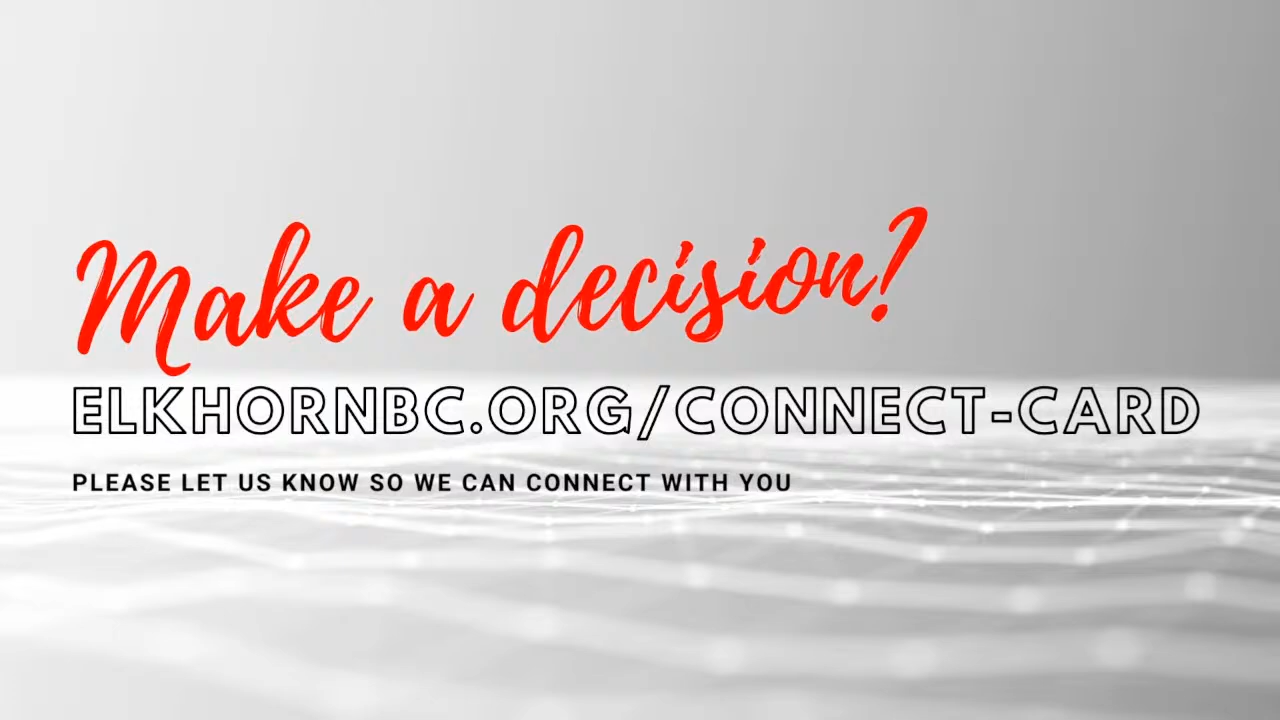 Make a decision?
ELKHORNBC.ORG/CONNECT-CARD
PLEASE LET US KNOW SO WE CAN CONNECT WITH YOU